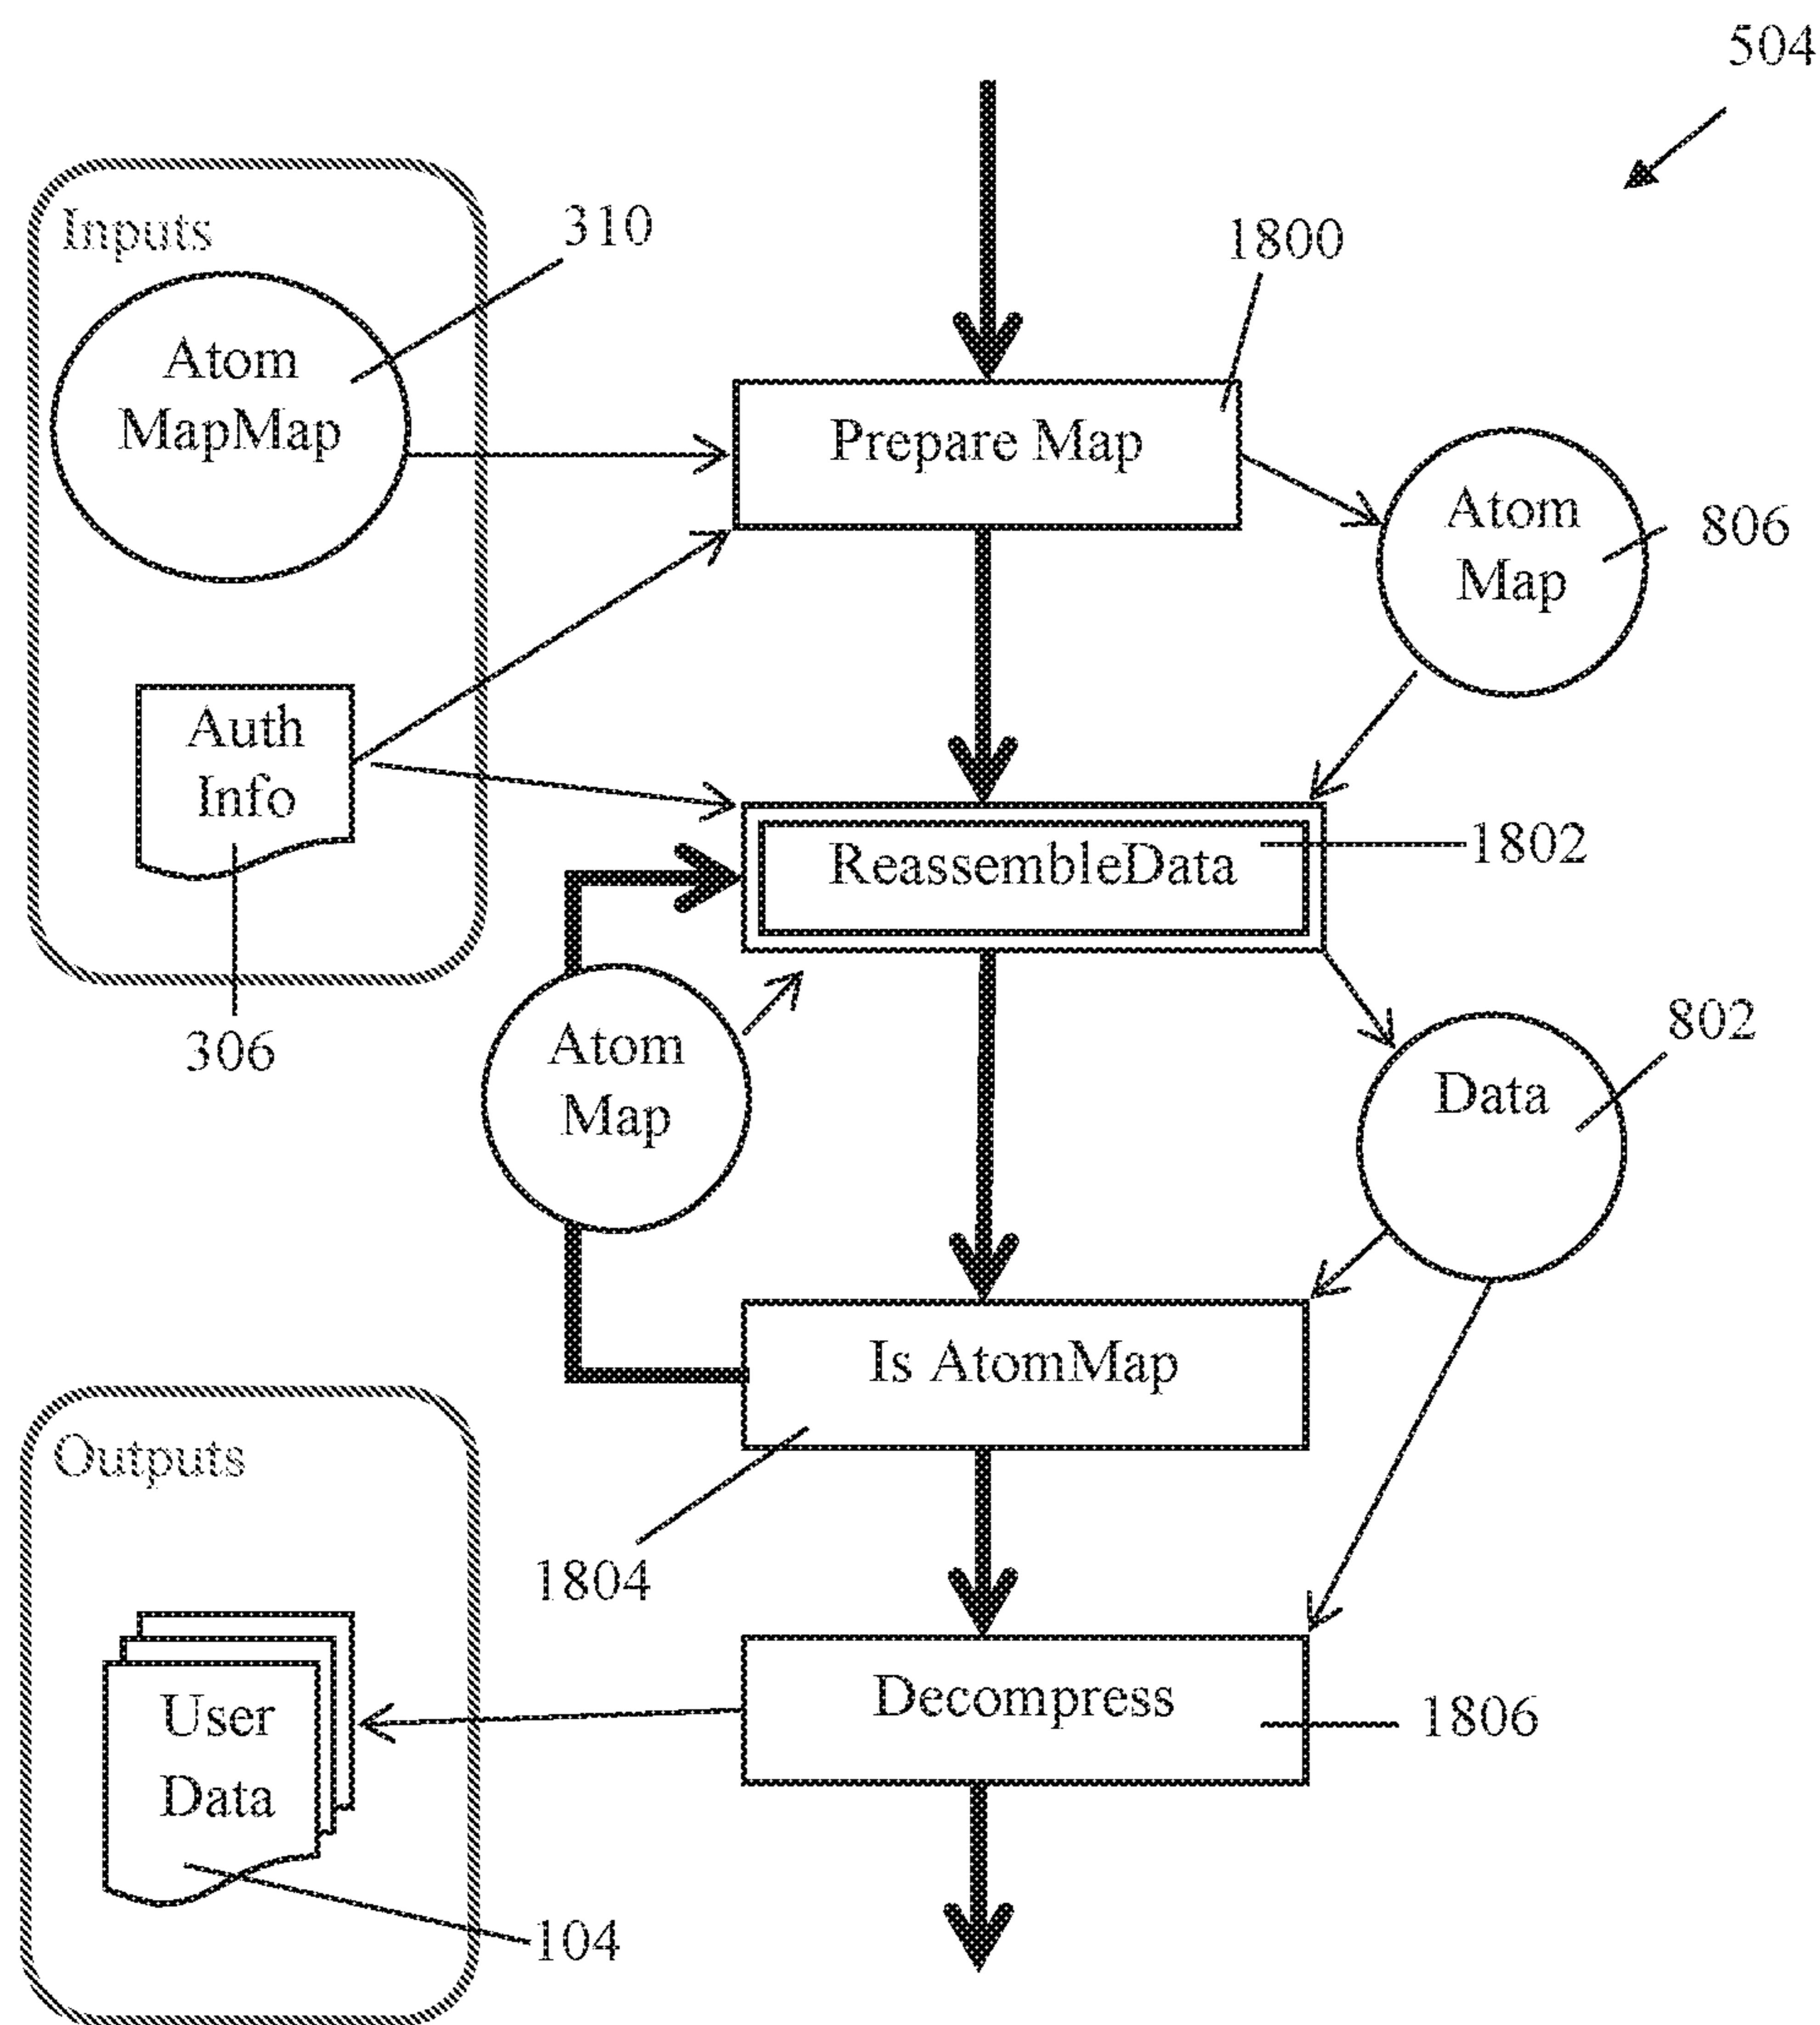 504
Inputs
310
1800
Atom
MapMap
Prepare Map
Atom
Map
806
Auth
Info
ReassembleData
1802
306
Atom
Map
802
Data
Is AtomMap
Outputs
1804
User
Data
Decompress
1806
104